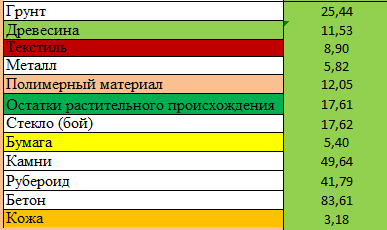 Грунт 25,44
Древесина 11,53
Текстиль 8,90
Металл 5,82
Полимерный материал 12,05
Остатки растительного происхождения 17,61
Стекло (бой) 17,62
Бумага 5,40
Камни 49,64
Рубероид 41,79
Бетон 83,61
Кожа 3,18